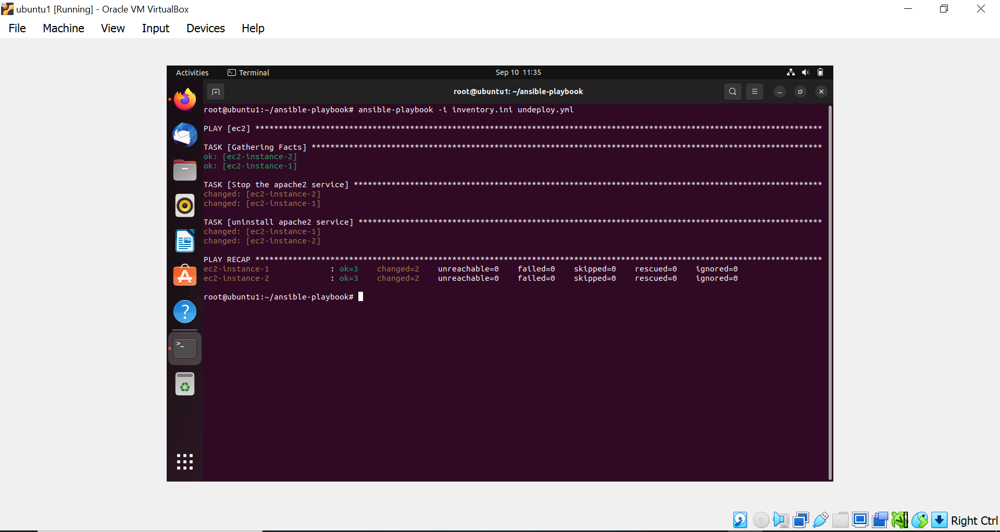 ubuntu1 [Running] - Oracle VM VirtualBox
File Machine View Input Devices Help
Activities Terminal Sep 10 11:35
root@ubuntu1: ~/ansible-playbook
root@ubuntu1:~/ansible-playbook# ansible-playbook -i inventory.ini undeploy.yml
PLAY [ec2] *************************************************************************************************************************
TASK [Gathering Facts] *************************************************************************************************************
ok: [ec2-instance-2]
ok: [ec2-instance-1]
TASK [Stop the apache2 service] ****************************************************************************************************
changed: [ec2-instance-2]
changed: [ec2-instance-1]
TASK [uninstall apache2 service] ***************************************************************************************************
changed: [ec2-instance-1]
changed: [ec2-instance-2]
PLAY RECAP *************************************************************************************************************************
ec2-instance-1 : ok=3 changed=2 unreachable=0 failed=0 skipped=0 rescued=0 ignored=0
ec2-instance-2 : ok=3 changed=2 unreachable=0 failed=0 skipped=0 rescued=0 ignored=0
root@ubuntu1:~/ansible-playbook#
Right Ctrl